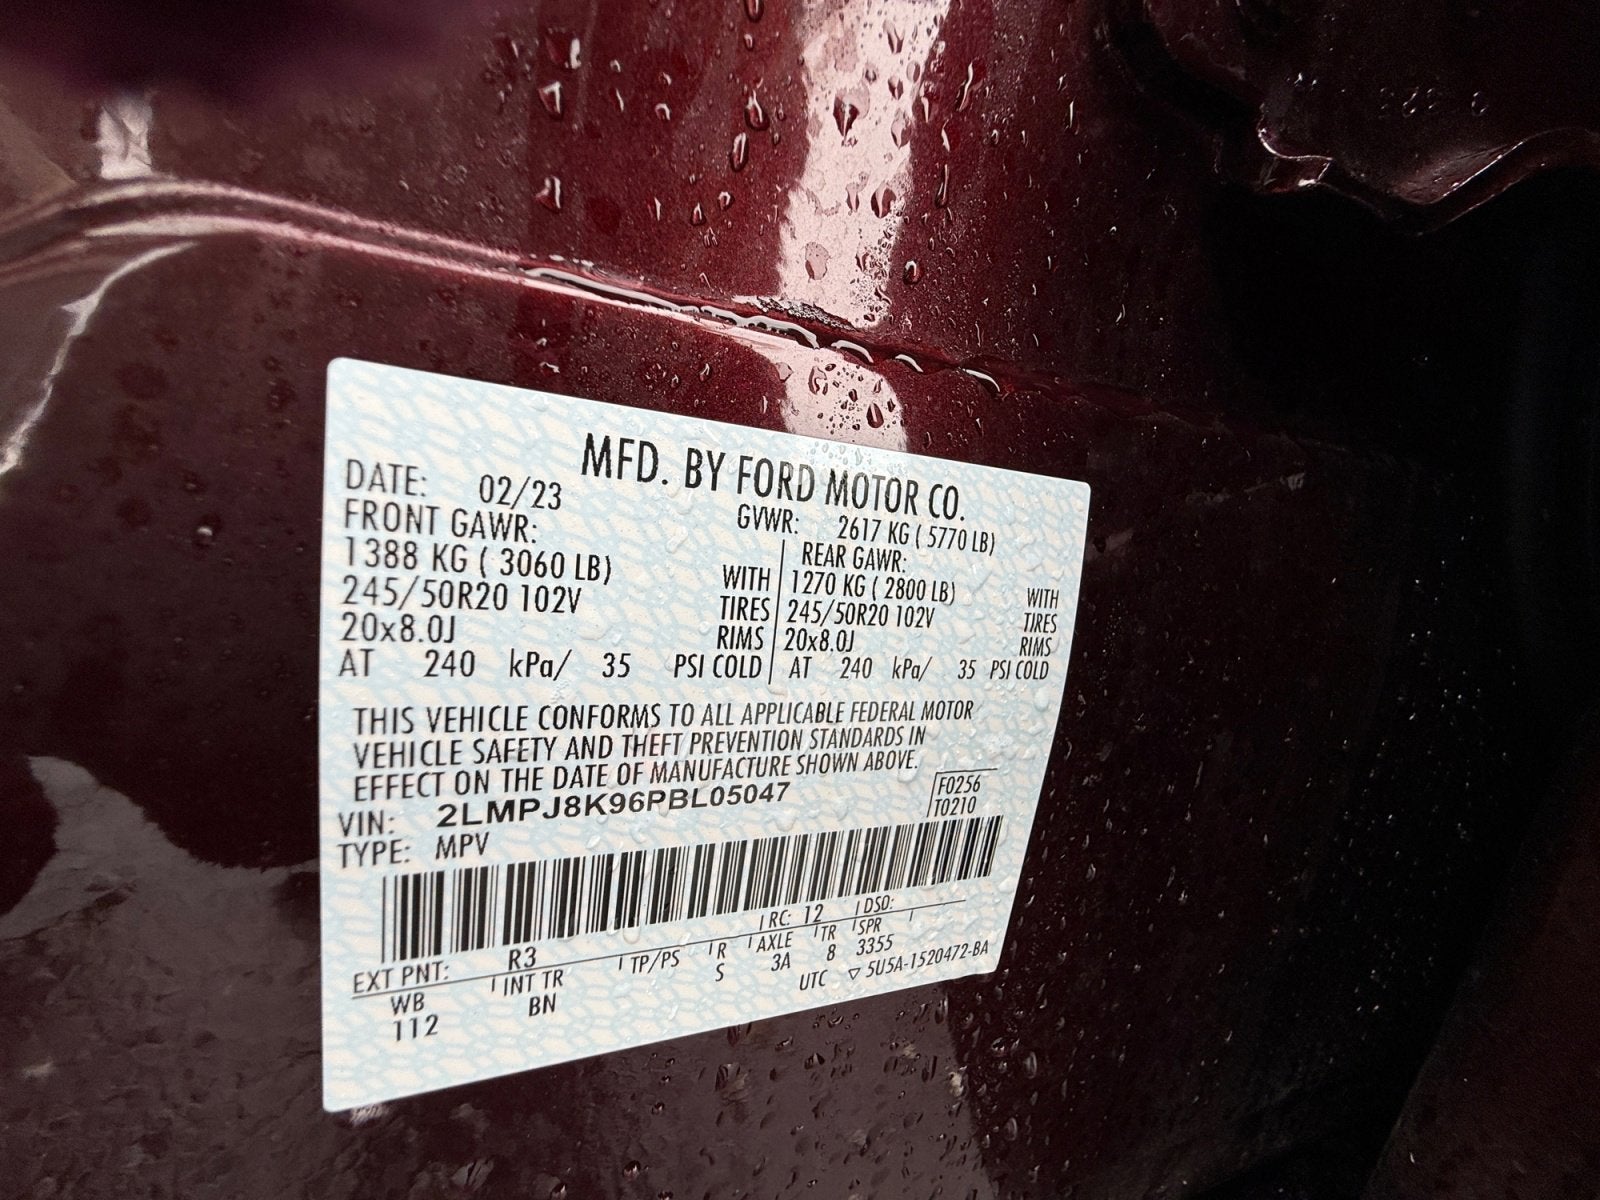 MFD. BY FORD MOTOR CO.
DATE: 02/23 GVWR: 2617 KG ( 5770 LB)
FRONT GAWR: REAR GAWR:
1388 KG ( 3060 LB) WITH 1270 KG ( 2800 LB) WITH
245/50R20 102V TIRES 245/50R20 102V TIRES
20x8.0J RIMS 20x8.0J RIMS
AT 240 kPa/ 35 PSI COLD AT 240 kPa/ 35 PSI COLD
THIS VEHICLE CONFORMS TO ALL APPLICABLE FEDERAL MOTOR
VEHICLE SAFETY AND THEFT PREVENTION STANDARDS IN
EFFECT ON THE DATE OF MANUFACTURE SHOWN ABOVE.
VIN: 2LMPJ8K96PBL05047 F0256
TYPE: MPV T0210
EXT PNT: R3 RC: 12 DSO:
WB INT TR TP/PS R AXLE TR SPR
112 BN S 3A 8 3355
UTC ▽ 5U5A-1520472-BA